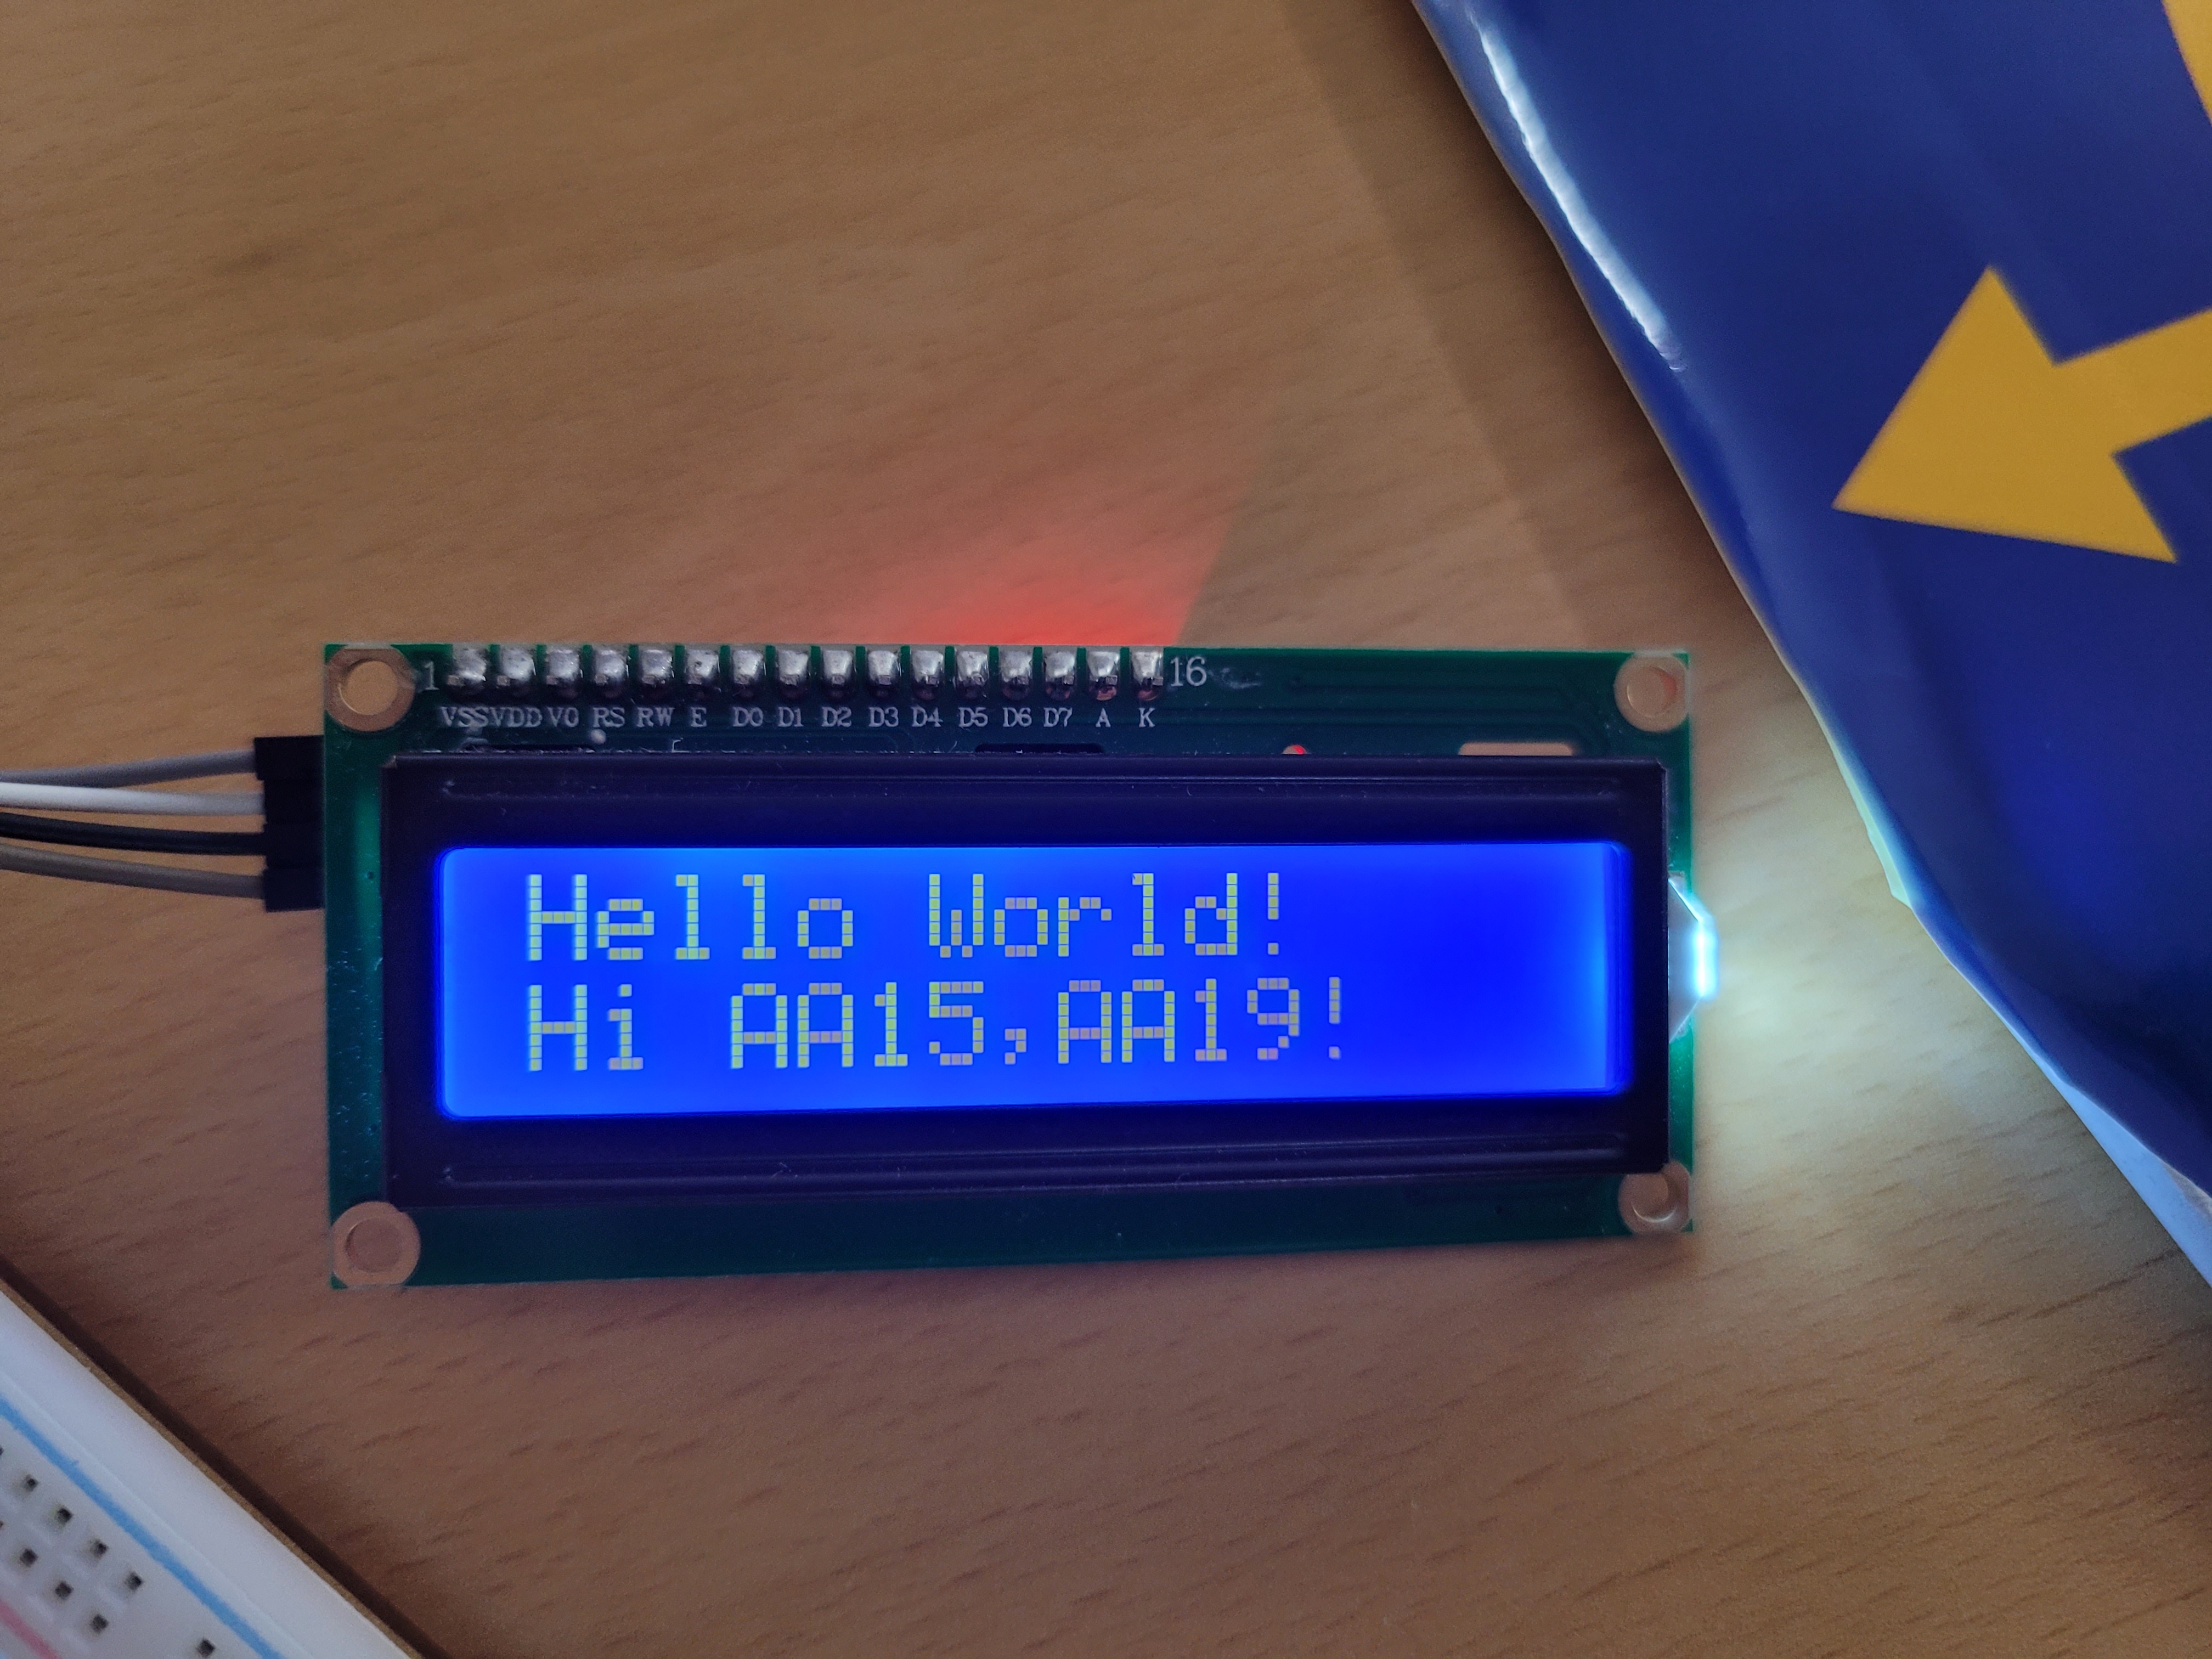 1 16
VSS VDD V0 RS RW E D0 D1 D2 D3 D4 D5 D6 D7 A K
Hello World!
Hi AA15,AA19!